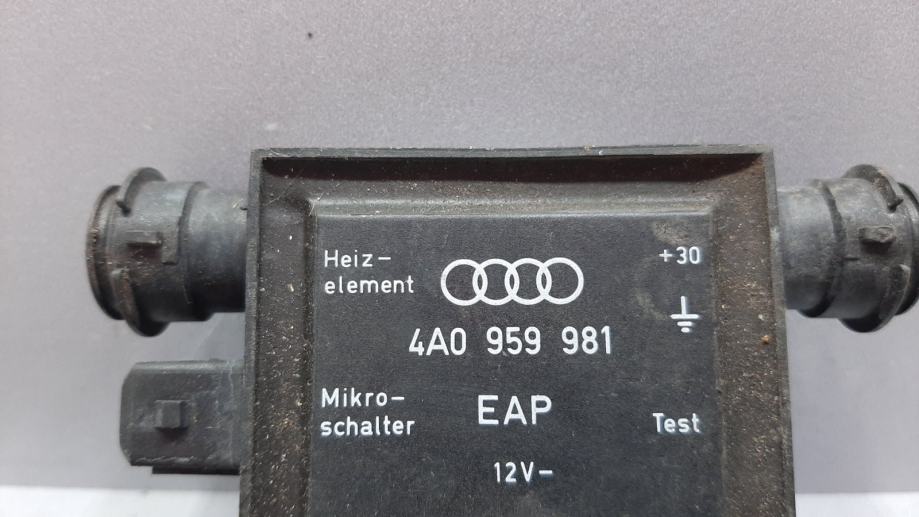 Heiz-
element
+30
4A0 959 981
Mikro-
schalter
EAP
Test
12V-